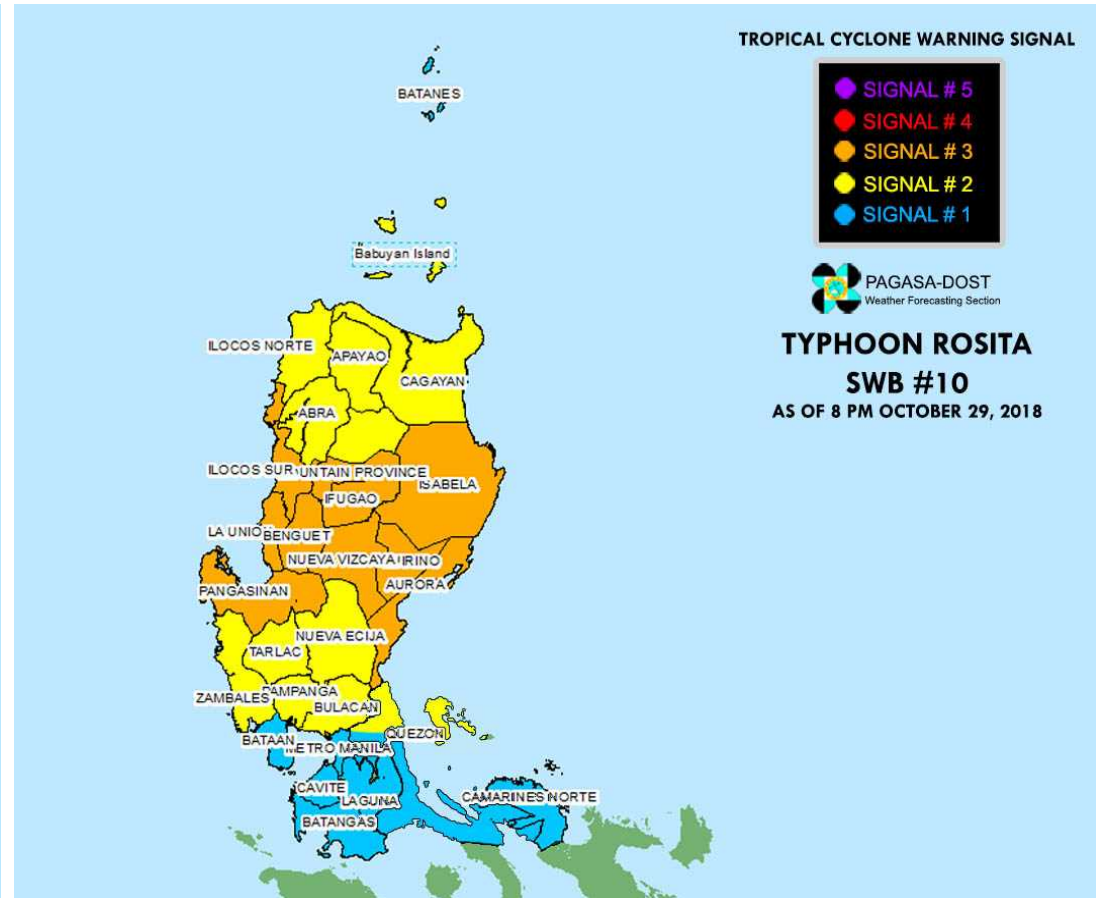 TROPICAL CYCLONE WARNING SIGNAL
SIGNAL # 5
SIGNAL # 4
SIGNAL # 3
SIGNAL # 2
SIGNAL # 1
PAGASA-DOST
Weather Forecasting Section
TYPHOON ROSITA
SWB #10
AS OF 8 PM OCTOBER 29, 2018
BATANES
Babuyan Island
ILOCOS NORTE
APAYAO
CAGAYAN
ABRA
ILOCOS SUR
UNTAIN PROVINCE
ISABELA
IFUGAO
LA UNIO
BENGUET
NUEVA VIZCAYA
IRINO
AURORA
PANGASINAN
NUEVA ECIJA
TARLAC
ZAMBALES
PAMPANGA
BULACAN
QUEZON
BATAAN
METRO MANILA
CAVITE
LAGUNA
CAMARINES NORTE
BATANGAS